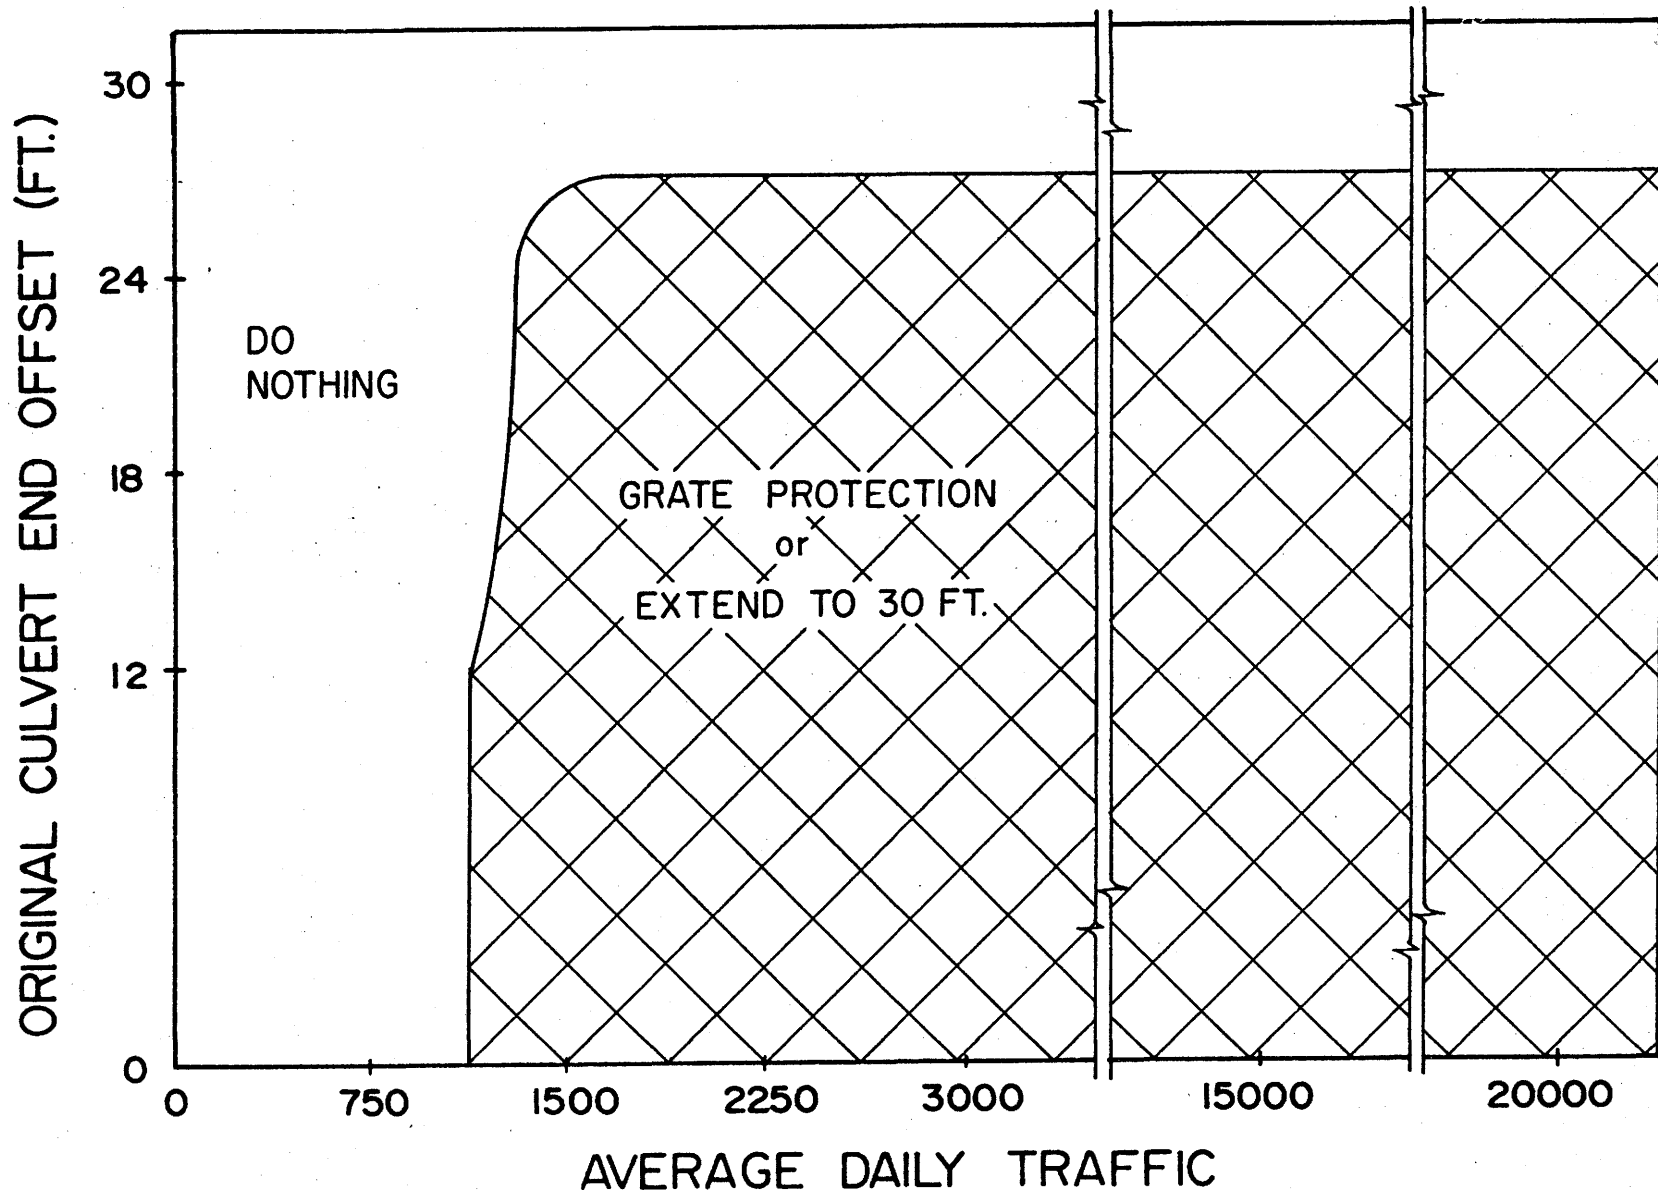 ORIGINAL CULVERT END OFFSET (FT.)
30
24
18
12
0
DO
NOTHING
GRATE PROTECTION
or
EXTEND TO 30 FT.
0 750 1500 2250 3000 15000 20000
AVERAGE DAILY TRAFFIC